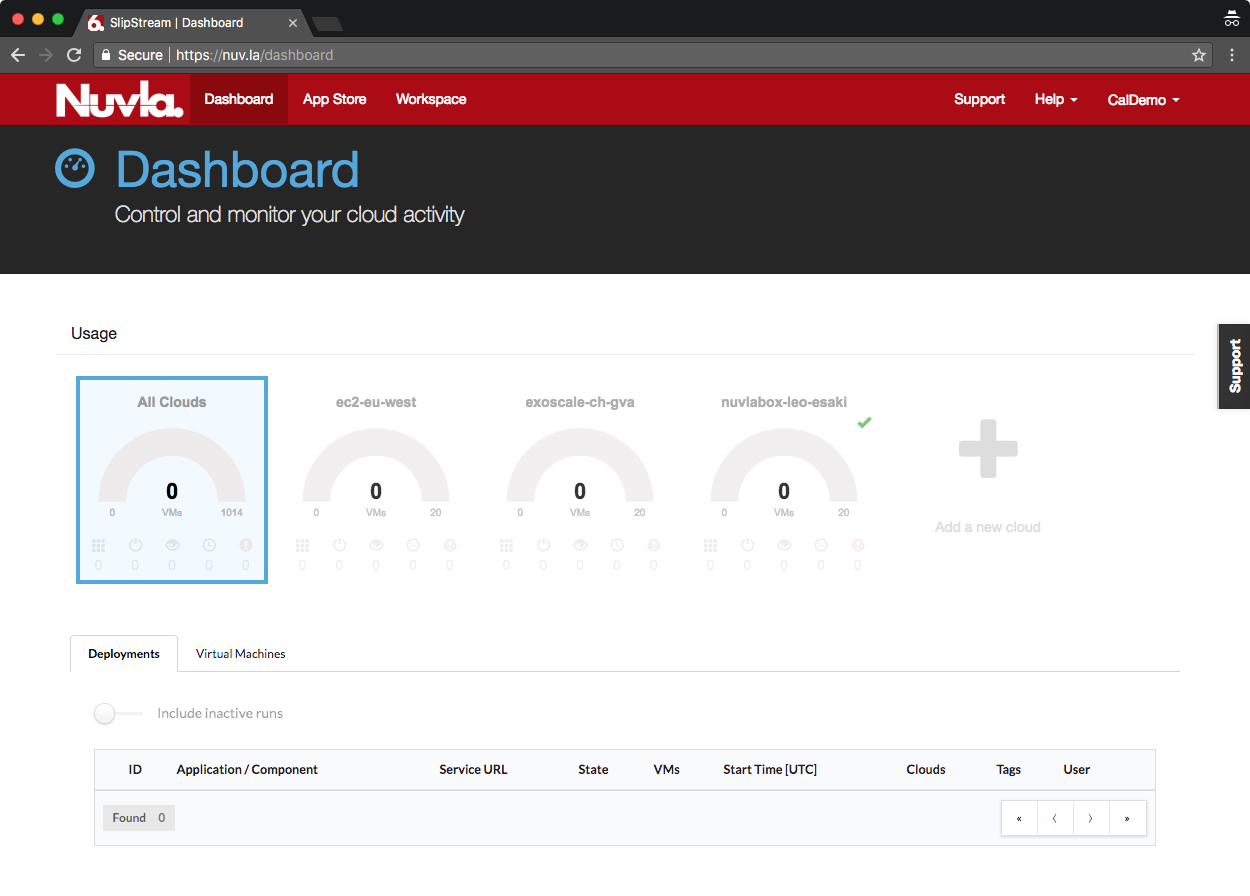 SlipStream | Dashboard
Secure | https://nuv.la/dashboard
Nuvla.
Dashboard
App Store
Workspace
Support
Help
CalDemo
Dashboard
Control and monitor your cloud activity
Usage
Support
All Clouds
0
0 VMs 1014
0 0 0 0 0
ec2-eu-west
0
0 VMs 20
0 0 0 0 0
exoscale-ch-gva
0
0 VMs 20
0 0 0 0 0
nuvlabox-leo-esaki
0
0 VMs 20
0 0 0 0 0
Add a new cloud
Deployments
Virtual Machines
Include inactive runs
ID Application / Component Service URL State VMs Start Time [UTC] Clouds Tags User
Found 0
« ⟨ ⟩ »